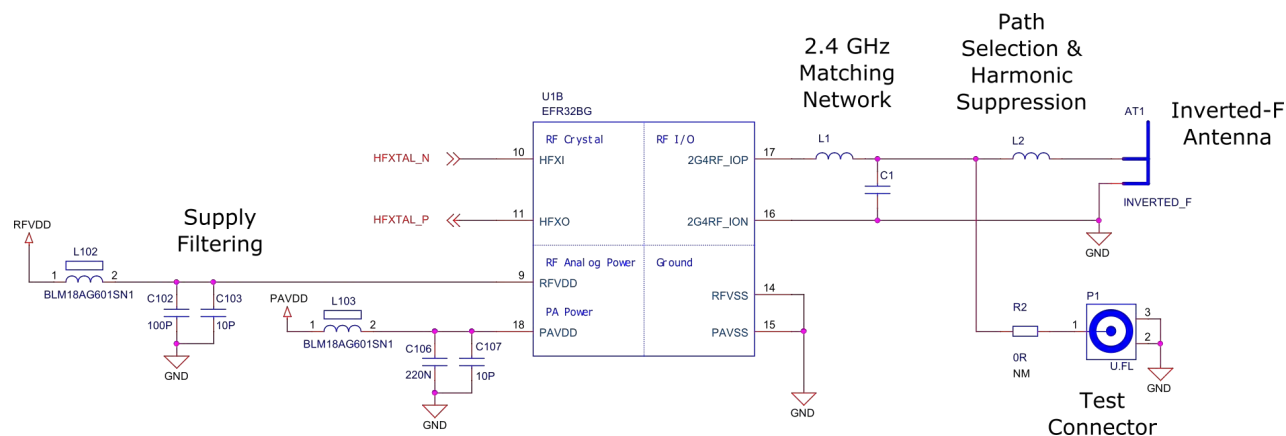 Path
Selection &
Harmonic
Suppression
2.4 GHz
Matching
Network
Inverted-F
Antenna
U1B
EFR32BG
AT1
RF Crystal
RF I/O
L1
L2
HFXTAL_N
10
HFXI
2G4RF_IOP
17
C1
INVERTED_F
HFXTAL_P
11
HFXO
2G4RF_ION
16
GND
Supply
Filtering
RFVDD
L102
1
2
BLM18AG601SN1
RF Analog Power
Ground
9
RFVDD
C102
100P
C103
10P
GND
PAVDD
L103
1
2
BLM18AG601SN1
PA Power
18
PAVDD
RFVSS
14
PAVSS
15
C106
220N
C107
10P
GND
GND
R2
0R
NM
P1
1
3
2
U.FL
GND
Test
Connector